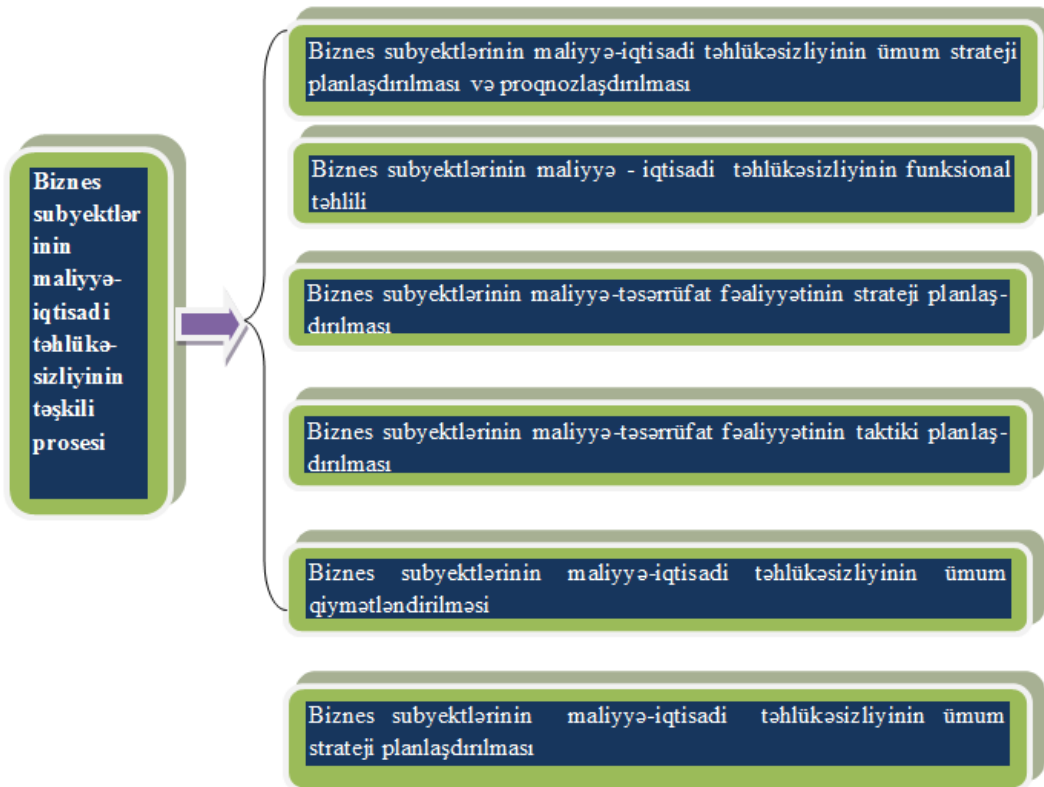 Biznes
subyektlər
inin
maliyyə-
iqtisadi
təhlükə-
sizliyinin
təşkili
prosesi
Biznes subyektlərinin maliyyə-iqtisadi təhlükəsizliyinin ümum strateji
planlaşdırılması və proqnozlaşdırılması
Biznes subyektlərinin maliyyə - iqtisadi təhlükəsizliyinin funksional
təhlili
Biznes subyektlərinin maliyyə-təsərrüfat fəaliyyətinin strateji planlaş-
dırılması
Biznes subyektlərinin maliyyə-təsərrüfat fəaliyyətinin taktiki planlaş-
dırılması
Biznes subyektlərinin maliyyə-iqtisadi təhlükəsizliyinin ümum
qiymətləndirilməsi
Biznes subyektlərinin maliyyə-iqtisadi təhlükəsizliyinin ümum
strateji planlaşdırılması